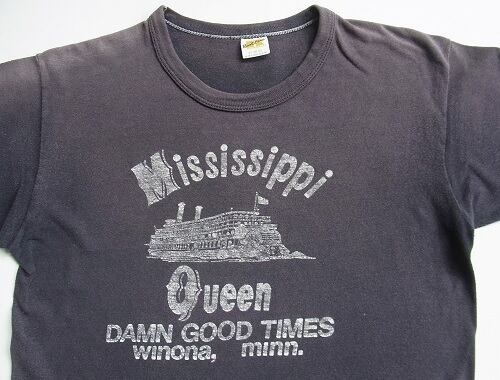 Mississippi
Queen
DAMN GOOD TIMES
winona, minn.